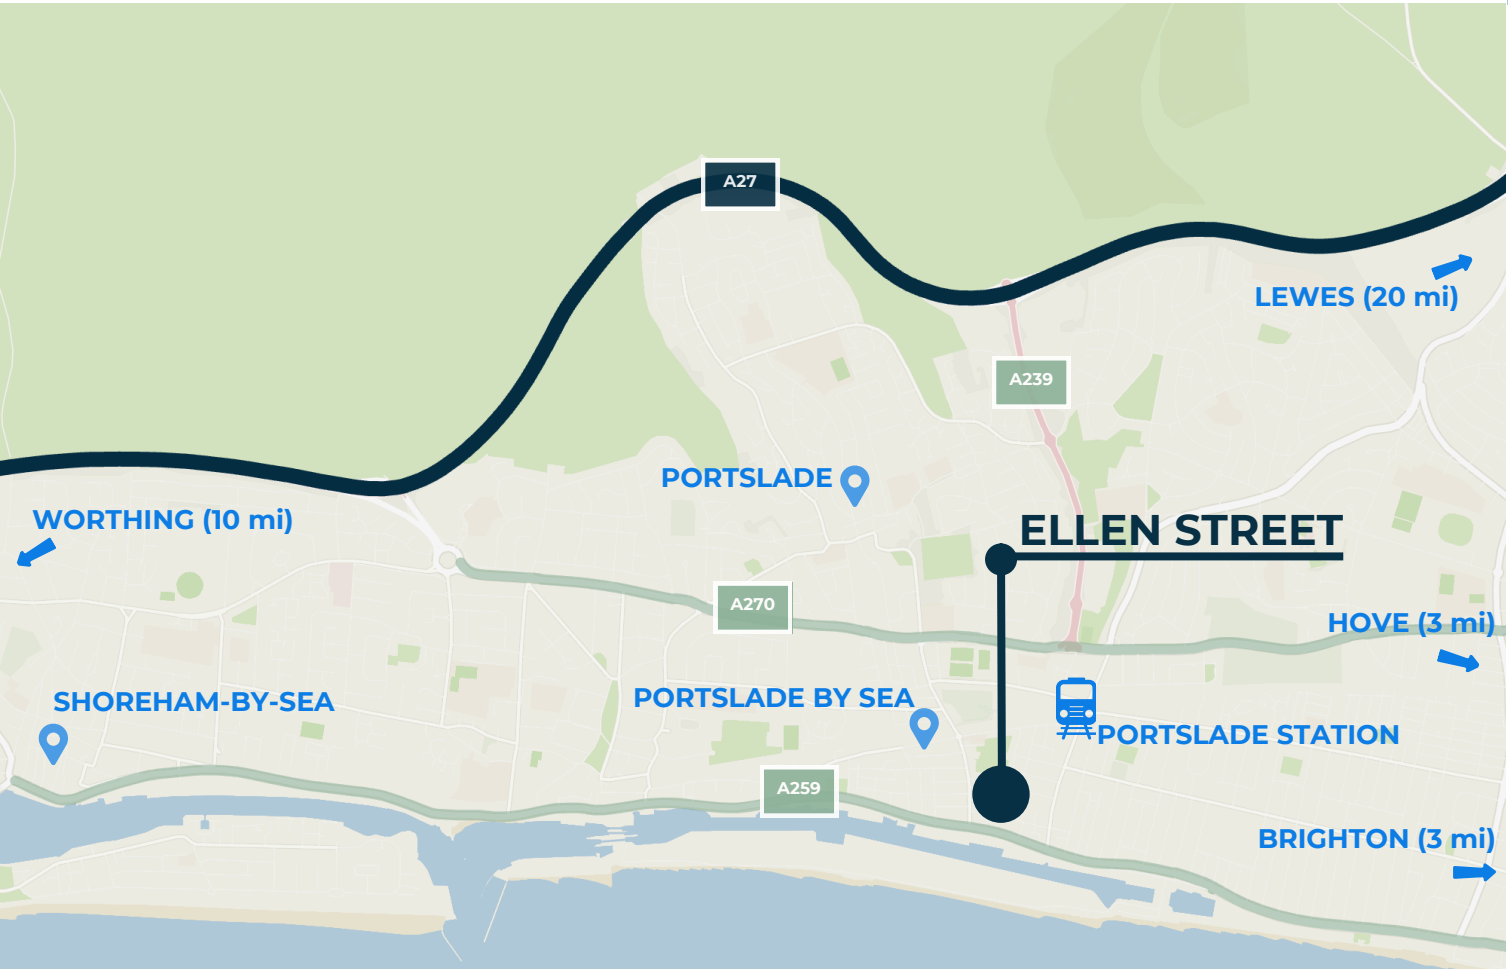 A27
LEWES (20 mi)
A239
PORTSLADE
WORTHING (10 mi)
ELLEN STREET
A270
HOVE (3 mi)
SHOREHAM-BY-SEA
PORTSLADE BY SEA
PORTSLADE STATION
A259
BRIGHTON (3 mi)